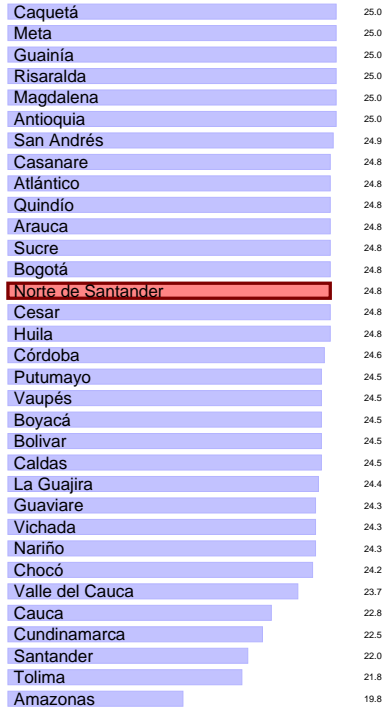 Caquetá 25.0
Meta 25.0
Guainía 25.0
Risaralda 25.0
Magdalena 25.0
Antioquia 25.0
San Andrés 24.9
Casanare 24.8
Atlántico 24.8
Quindío 24.8
Arauca 24.8
Sucre 24.8
Bogotá 24.8
Norte de Santander 24.8
Cesar 24.8
Huila 24.8
Córdoba 24.6
Putumayo 24.5
Vaupés 24.5
Boyacá 24.5
Bolivar 24.5
Caldas 24.5
La Guajira 24.4
Guaviare 24.3
Vichada 24.3
Nariño 24.3
Chocó 24.2
Valle del Cauca 23.7
Cauca 22.8
Cundinamarca 22.5
Santander 22.0
Tolima 21.8
Amazonas 19.8